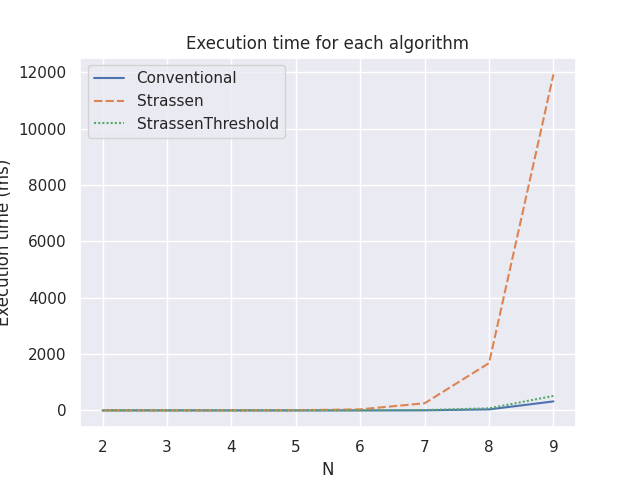 Execution time for each algorithm
Conventional
Strassen
StrassenThreshold
12000
10000
8000
6000
4000
2000
0
Execution time (ms)
2 3 4 5 6 7 8 9
N